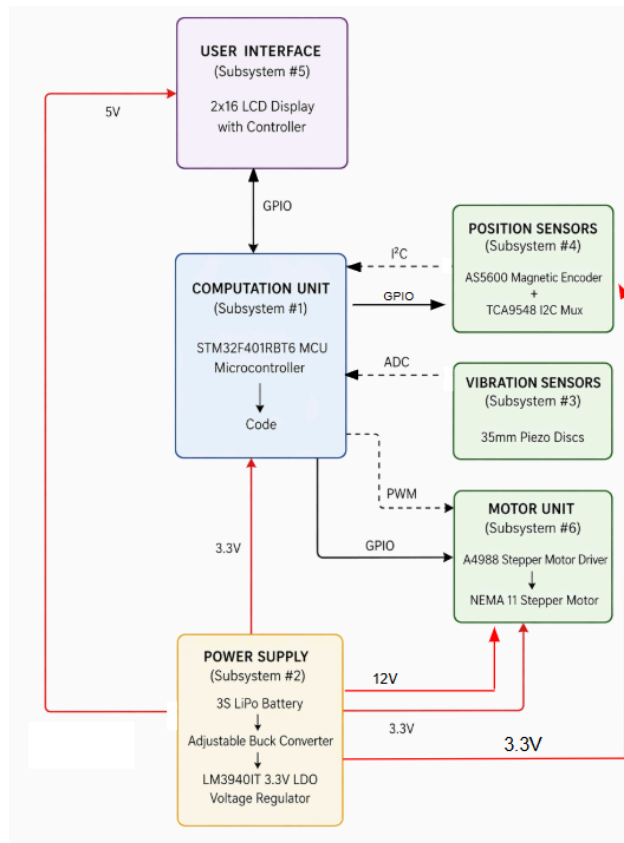 USER INTERFACE
(Subsystem #5)
2x16 LCD Display
with Controller
5V
GPIO
POSITION SENSORS
(Subsystem #4)
AS5600 Magnetic Encoder
+
TCA9548 I2C Mux
I²C
GPIO
COMPUTATION UNIT
(Subsystem #1)
STM32F401RBT6 MCU
Microcontroller
Code
ADC
VIBRATION SENSORS
(Subsystem #3)
35mm Piezo Discs
PWM
GPIO
MOTOR UNIT
(Subsystem #6)
A4988 Stepper Motor Driver
NEMA 11 Stepper Motor
3.3V
POWER SUPPLY
(Subsystem #2)
3S LiPo Battery
Adjustable Buck Converter
LM3940IT 3.3V LDO
Voltage Regulator
12V
3.3V
3.3V